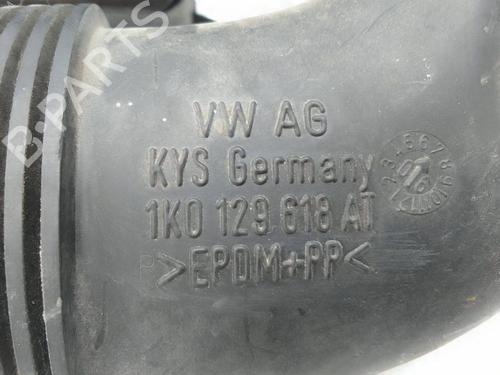 B-PARTS
VW AG
KYS Germany
1K0 129 618 AT
>EPDM+PP<